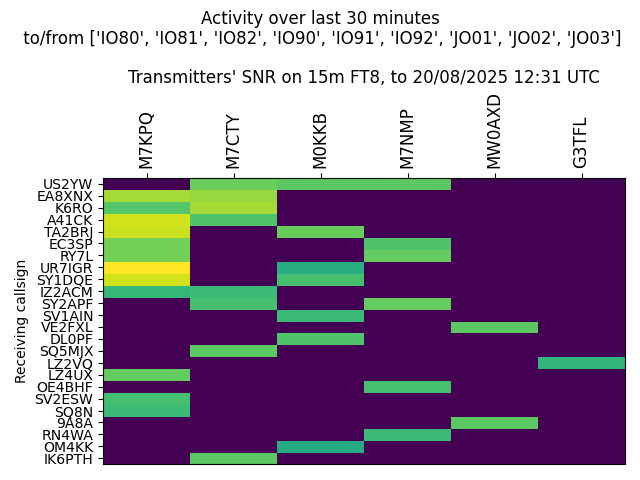 Activity over last 30 minutes
to/from ['IO80', 'IO81', 'IO82', 'IO90', 'IO91', 'IO92', 'JO01', 'JO02', 'JO03']
Transmitters' SNR on 15m FT8, to 20/08/2025 12:31 UTC
M7KPQ
M7CTY
M0KKB
M7NMP
MW0AXD
G3TFL
Receiving callsign
US2YW
EA8XNX
K6RO
A41CK
TA2BRJ
EC3SP
RY7L
UR7IGR
SY1DQE
IZ2ACM
SY2APF
SV1AIN
VE2FXL
DL0PF
SQ5MJX
LZ2VQ
LZ4UX
OE4BHF
SV2ESW
SQ8N
9A8A
RN4WA
OM4KK
IK6PTH